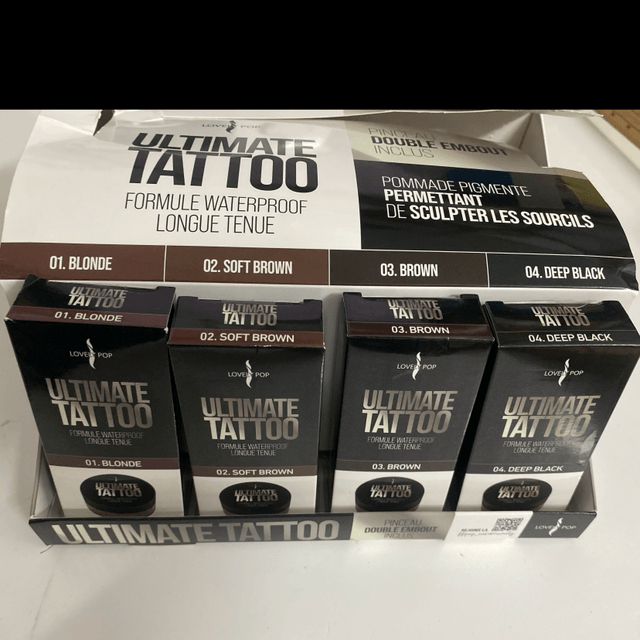 LOVELY POP
ULTIMATE
TATTOO
FORMULE WATERPROOF
LONGUE TENUE
PINCEAU
DOUBLE EMBOUT
INCLUS
POMMADE PIGMENTE
PERMETTANT
DE SCULPTER LES SOURCILS
01. BLONDE
02. SOFT BROWN
03. BROWN
04. DEEP BLACK
ULTIMATE
TATTOO
01. BLONDE
LOVELY POP
ULTIMATE
TATTOO
FORMULE WATERPROOF
LONGUE TENUE
01. BLONDE
ULTIMATE
TATTOO
ULTIMATE
TATTOO
02. SOFT BROWN
LOVELY POP
ULTIMATE
TATTOO
FORMULE WATERPROOF
LONGUE TENUE
02. SOFT BROWN
ULTIMATE
TATTOO
ULTIMATE
TATTOO
03. BROWN
LOVELY POP
ULTIMATE
TATTOO
FORMULE WATERPROOF
LONGUE TENUE
03. BROWN
ULTIMATE
TATTOO
ULTIMATE
TATTOO
04. DEEP BLACK
LOVELY POP
ULTIMATE
TATTOO
FORMULE WATERPROOF
LONGUE TENUE
04. DEEP BLACK
ULTIMATE
TATTOO
ULTIMATE TATTOO
PINCEAU
DOUBLE EMBOUT
INCLUS
LOVELY POP